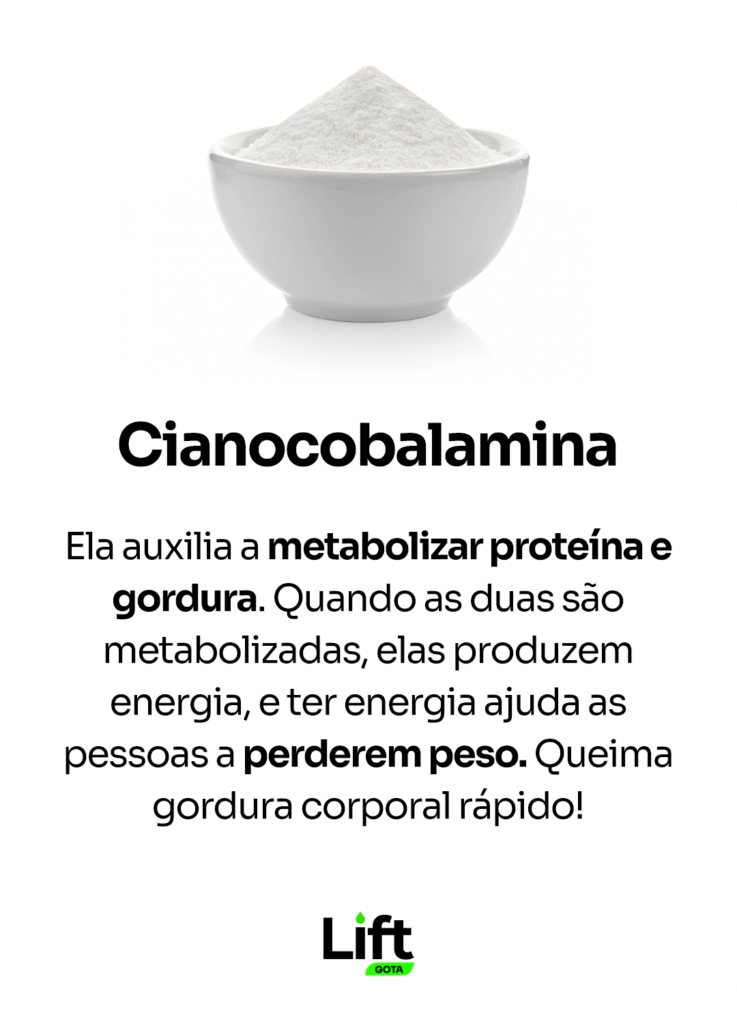 Cianocobalamina
Ela auxilia a metabolizar proteína e
gordura. Quando as duas são
metabolizadas, elas produzem
energia, e ter energia ajuda as
pessoas a perderem peso. Queima
gordura corporal rápido!
Lift
GOTA